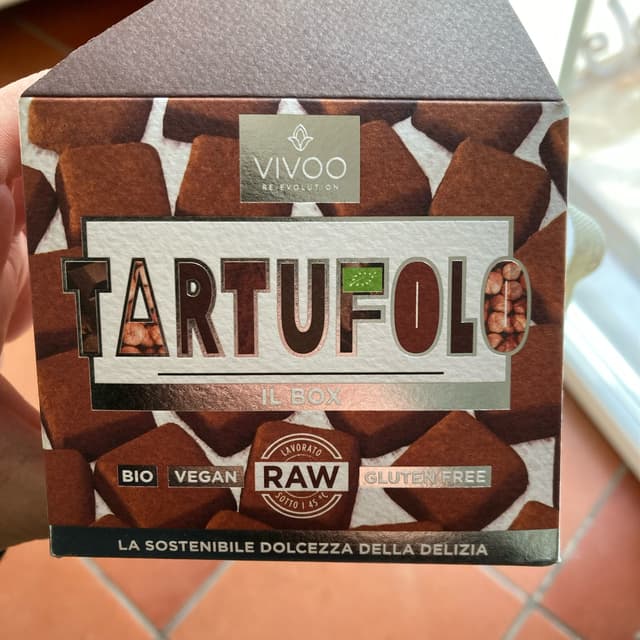 VIVOO
RE-EVOLUTION
TARTUFOLO
IL BOX
BIO VEGAN
LAVORATO
RAW
SOTTO I 45 °C
GLUTEN FREE
LA SOSTENIBILE DOLCEZZA DELLA DELIZIA